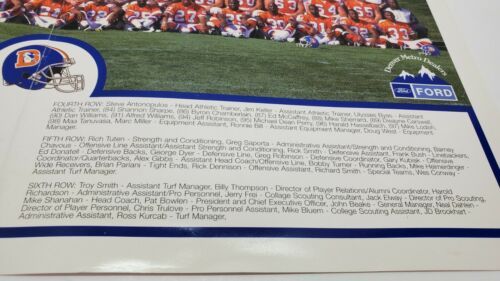 Denver Metro Dealers
Ford FORD
FOURTH ROW: Steve Antonopulos - Head Athletic Trainer, Jim Keller - Assistant Athletic Trainer, Ulysses Byas - Assistant
Athletic Trainer, (84) Shannon Sharpe, (86) Byron Chamberlain, (87) Ed McCaffrey, (88) Mike Sherrard, (89) Dwayne Carswell,
(90) Dan Williams, (91) Alfred Williams, (94) Jeff Robinson, (95) Michael Dean Perry, (96) Harald Hasselbach, (97) Mike Lodish,
(98) Maa Tanuvasa, Marc Miller - Equipment Assistant, Ronnie Bill - Assistant Equipment Manager, Doug West - Equipment
Manager.
FIFTH ROW: Rich Tuten - Strength and Conditioning, Greg Saporta - Administrative Assistant/Strength and Conditioning, Barney
Chavous - Offensive Line Assistant/Assistant Strength and Conditioning, Rick Smith - Defensive Assistant, Frank Bush - Linebackers,
Ed Donatell - Defensive Backs, George Dyer - Defensive Line, Greg Robinson - Defensive Coordinator, Gary Kubiak - Offensive
Coordinator/Quarterbacks, Alex Gibbs - Assistant Head Coach/Offensive Line, Bobby Turner - Running Backs, Mike Heimerdinger -
Wide Receivers, Brian Pariani - Tight Ends, Rick Dennison - Offensive Assistant, Richard Smith - Special Teams, Wes Conway -
Assistant Turf Manager.
SIXTH ROW: Troy Smith - Assistant Turf Manager, Billy Thompson - Director of Player Relations/Alumni Coordinator, Harold
Richardson - Administrative Assistant/Pro Personnel, Jerry Frei - College Scouting Consultant, Jack Elway - Director of Pro Scouting,
Mike Shanahan - Head Coach, Pat Bowlen - President and Chief Executive Officer, John Beake - General Manager, Neal Dahlen -
Director of Player Personnel, Chris Trulove - Pro Personnel Assistant, Mike Bluem - College Scouting Assistant, JD Brookhart -
Administrative Assistant, Ross Kurcab - Turf Manager,